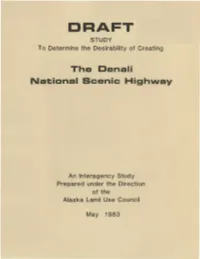 DRAFT
STUDY
To Determine the Desirability of Creating
The Denali
National Scenic Highway
An Interagency Study
Prepared under the Direction
of the
Alaska Land Use Council
May 1983